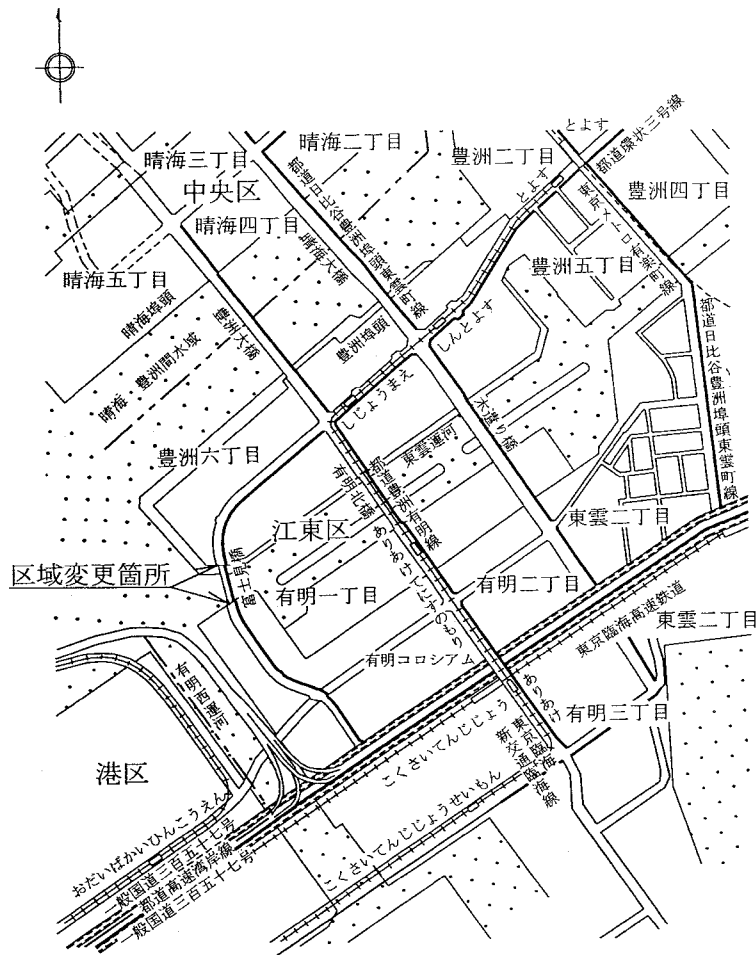 とよす
都道環状三号線
晴海二丁目
豊洲二丁目
晴海三丁目
中央区
とよす
豊洲四丁目
東京メトロ有楽町線
都道日比谷豊洲埠頭東雲町線
晴海四丁目
晴海大橋
晴海五丁目
豊洲五丁目
晴海埠頭
豊洲大橋
豊洲埠頭
しんとよす
都道日比谷豊洲埠頭東雲町線
晴海・豊洲間水域
しじょうまえ
木遣り橋
豊洲六丁目
東雲運河
有明北橋
都道豊洲有明線
江東区
東雲二丁目
区域変更箇所
富士見橋
ありあけてにすのもり
有明一丁目
有明二丁目
東雲二丁目
東京臨海高速鉄道
有明コロシアム
有明西運河
ありあけ
有明三丁目
こくさいてんじじょう
新東京交通臨海線
港区
こくさいてんじじょうせいもん
おだいばかいひんこうえん
一般国道三百五十七号
都道高速湾岸線
一般国道三百五十七号